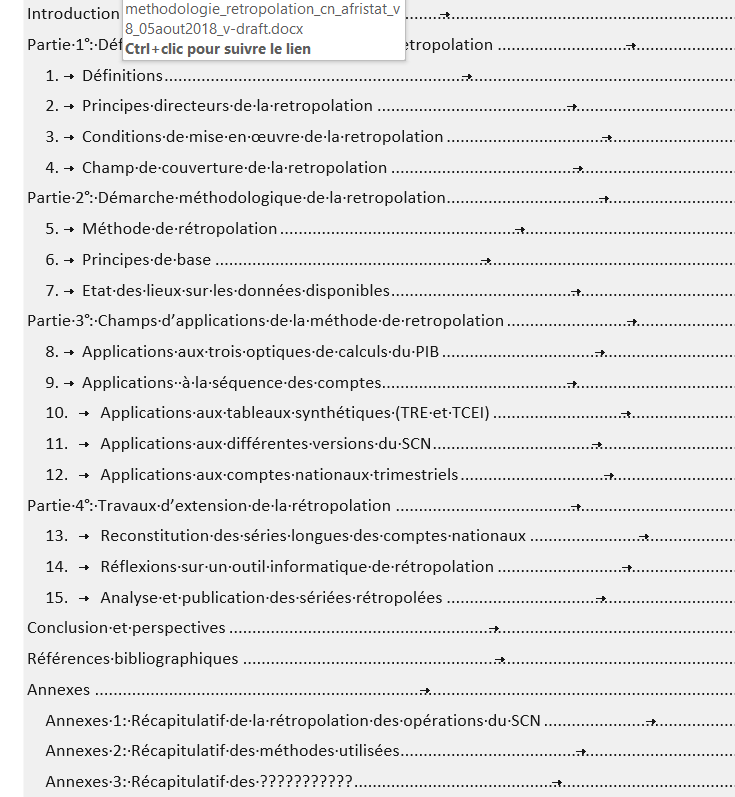 Introduction
methodologie_retropolation_cn_afristat_v
8_05aout2018_v-draft.docx
Ctrl+clic pour suivre le lien
Partie 1°: Déf etropolation
1. Définitions
2. Principes directeurs de la retropolation
3. Conditions de mise en œuvre de la retropolation
4. Champ de couverture de la retropolation
Partie 2°: Démarche méthodologique de la retropolation
5. Méthode de rétropolation
6. Principes de base
7. Etat des lieux sur les données disponibles
Partie 3°: Champs d’applications de la méthode de retropolation
8. Applications aux trois optiques de calculs du PIB
9. Applications à la séquence des comptes
10. Applications aux tableaux synthétiques (TRE et TCEI)
11. Applications aux différentes versions du SCN
12. Applications aux comptes nationaux trimestriels
Partie 4°: Travaux d’extension de la rétropolation
13. Reconstitution des séries longues des comptes nationaux
14. Réflexions sur un outil informatique de rétropolation
15. Analyse et publication des sériées rétropolées
Conclusion et perspectives
Références bibliographiques
Annexes
Annexes 1: Récapitulatif de la rétropolation des opérations du SCN
Annexes 2: Récapitulatif des méthodes utilisées
Annexes 3: Récapitulatif des ???????????